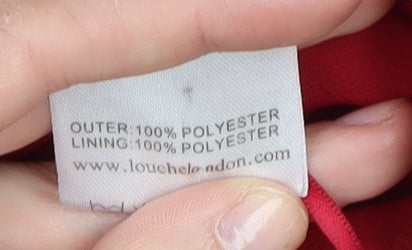 OUTER:100% POLYESTER
LINING:100% POLYESTER
www.louchelondon.com